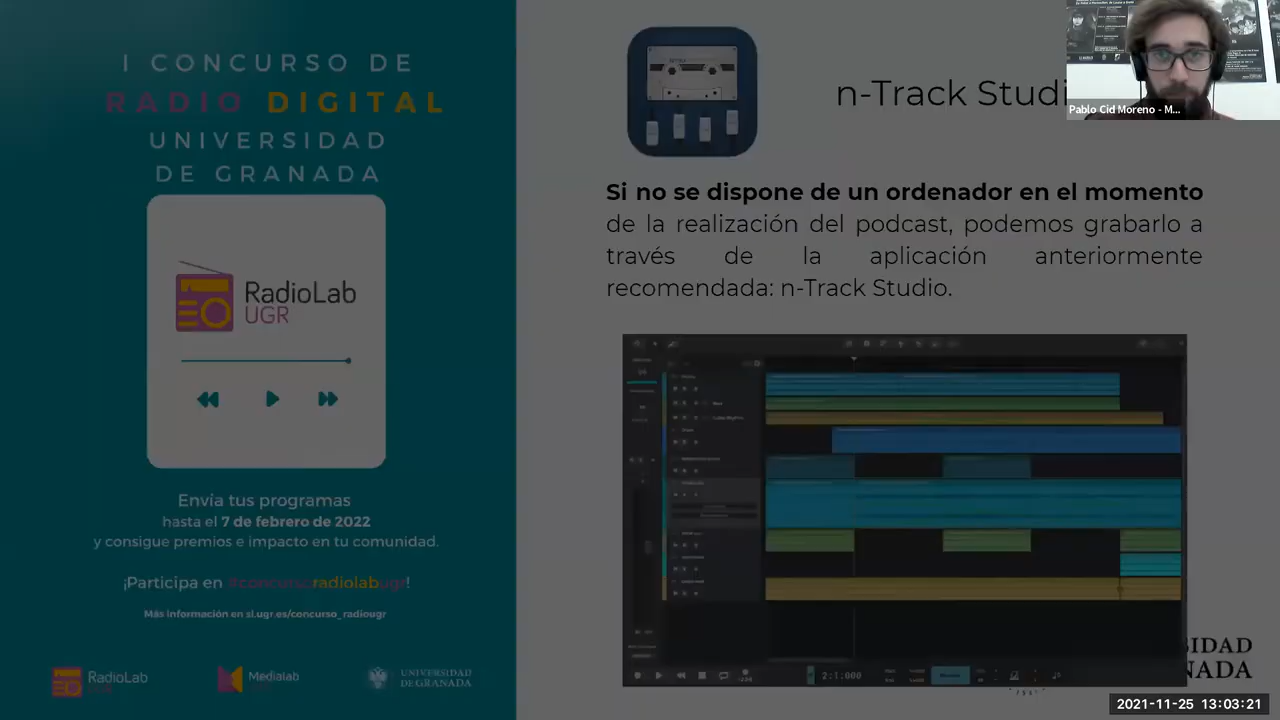 I CONCURSO DE
RADIO DIGITAL
UNIVERSIDAD
DE GRANADA
RadioLab
UGR
Envía tus programas
hasta el 7 de febrero de 2022
y consigue premios e impacto en tu comunidad.
¡Participa en #concursoradiolabugr!
Más información en sl.ugr.es/concurso_radiougr
RadioLab
UGR
Medialab
UNIVERSIDAD
DE GRANADA
n-Track Studi
Pablo Cid Moreno - M...
Si no se dispone de un ordenador en el momento
de la realización del podcast, podemos grabarlo a
través de la aplicación anteriormente
recomendada: n-Track Studio.
2:1.000
SIDAD
NADA
2021-11-25 13:03:21